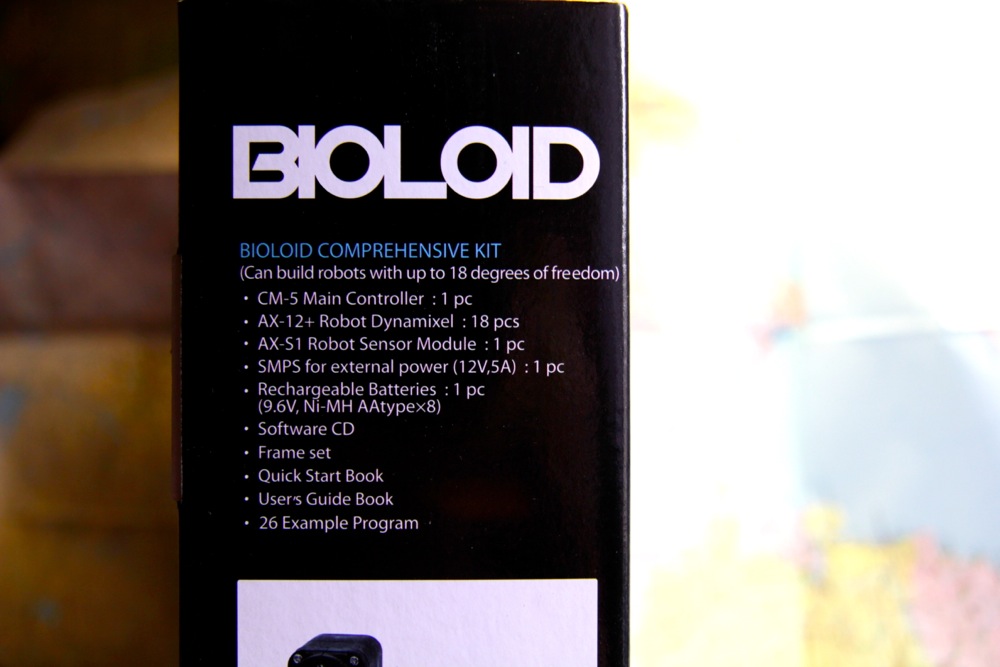 BIOLOID
BIOLOID COMPREHENSIVE KIT
(Can build robots with up to 18 degrees of freedom)
• CM-5 Main Controller : 1 pc
• AX-12+ Robot Dynamixel : 18 pcs
• AX-S1 Robot Sensor Module : 1 pc
• SMPS for external power (12V,5A) : 1 pc
• Rechargeable Batteries : 1 pc
(9.6V, Ni-MH AAtype×8)
• Software CD
• Frame set
• Quick Start Book
• User's Guide Book
• 26 Example Program